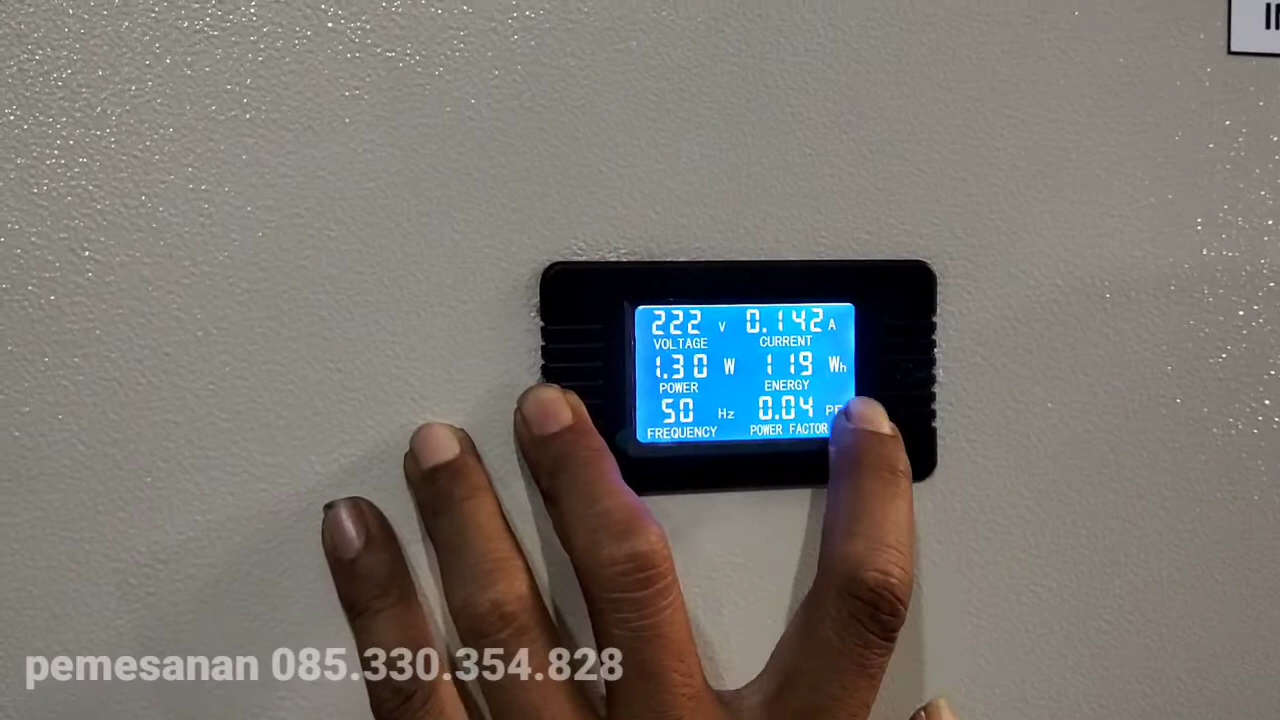 222 V 0.142 A
VOLTAGE CURRENT
1.30 W 119 Wh
POWER ENERGY
50 Hz 0.04
FREQUENCY POWER FACTOR
pemesanan 085.330.354.828